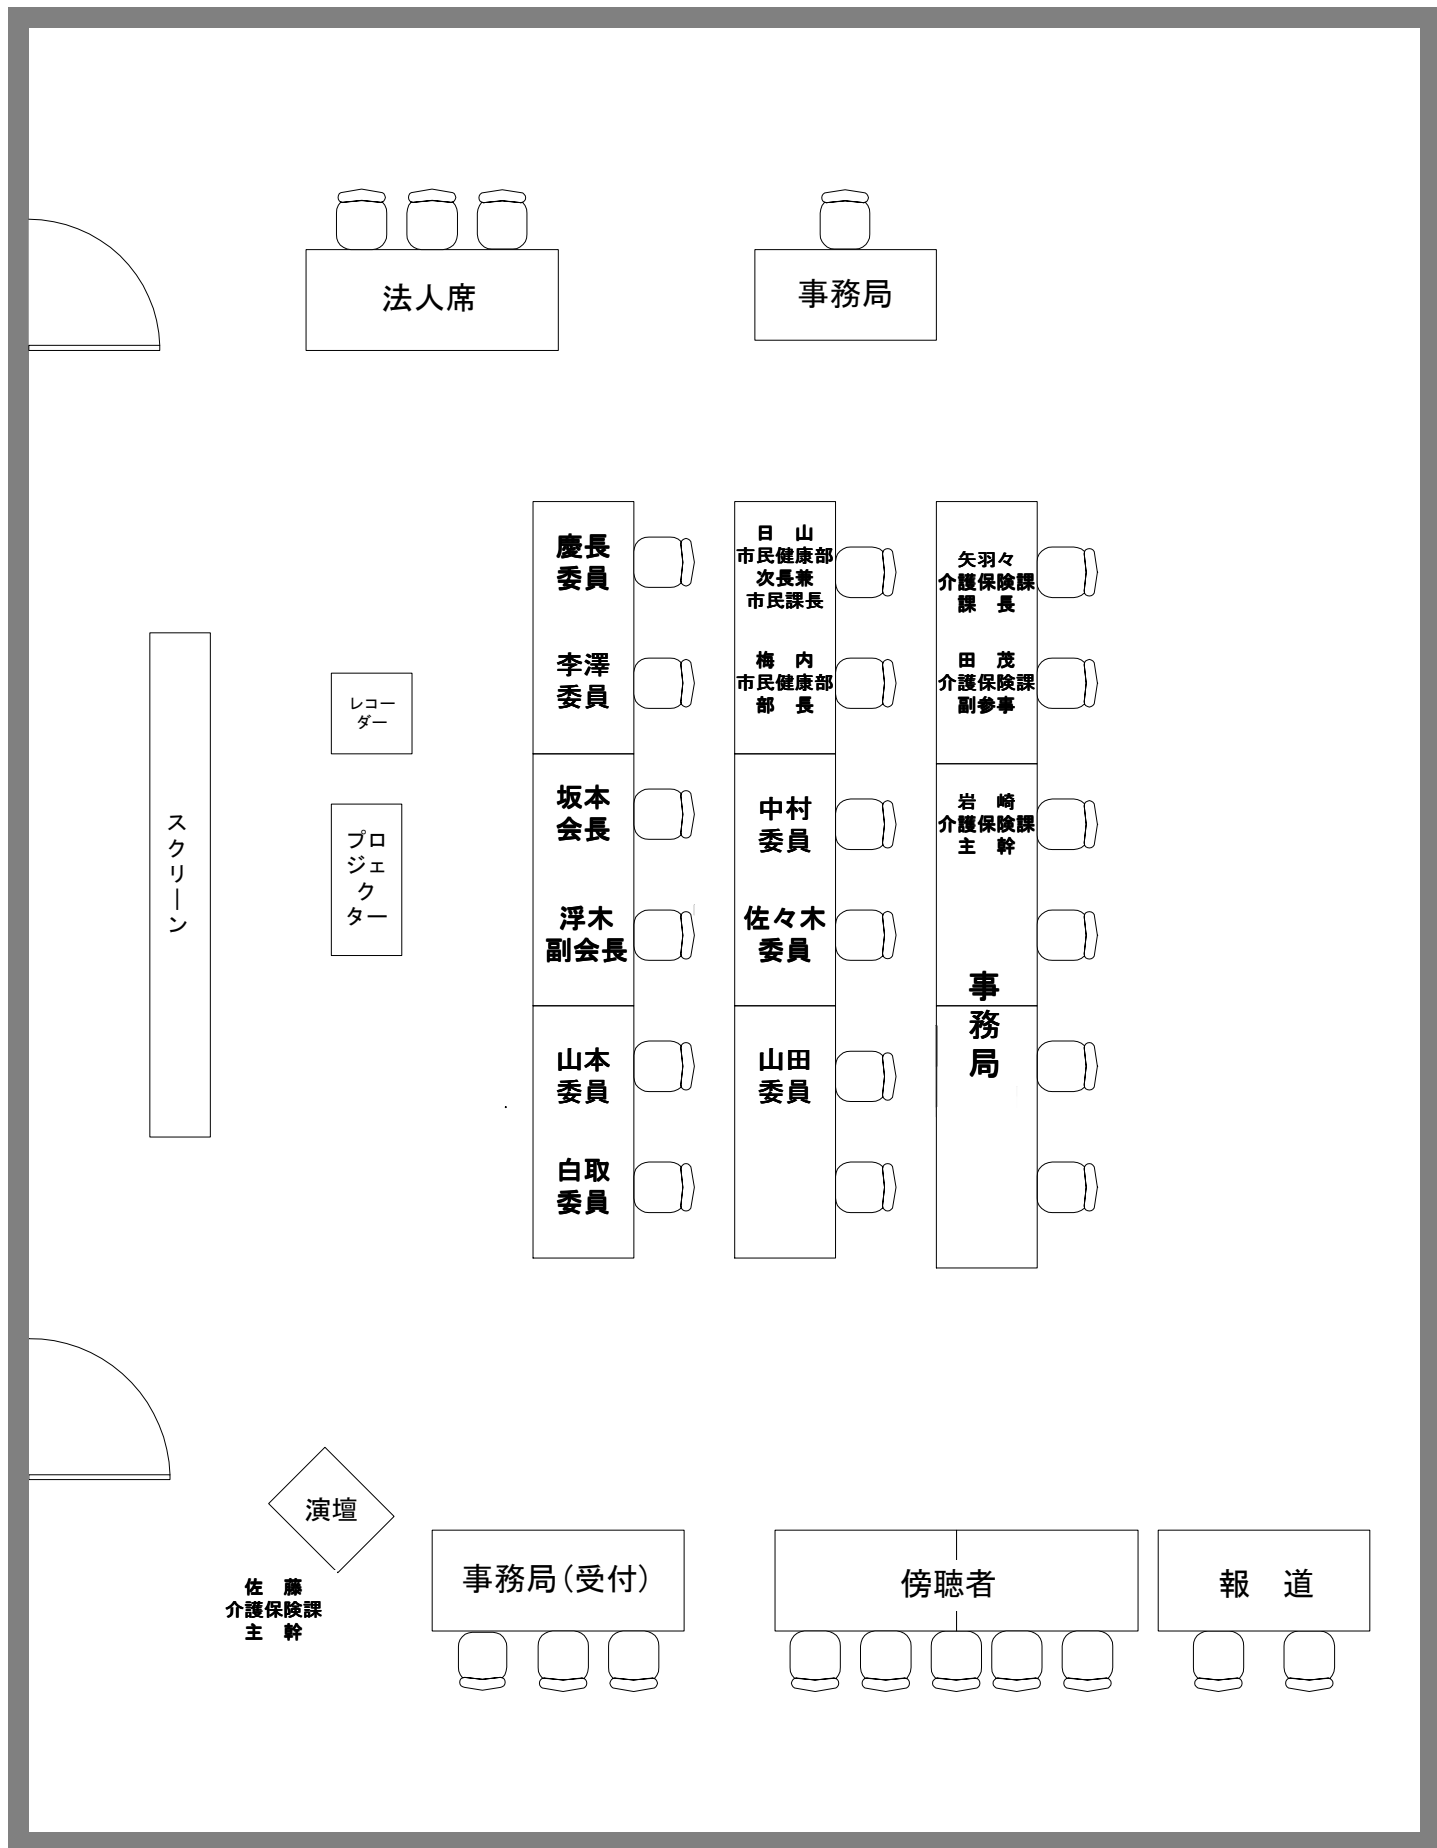 法人席
事務局
慶長
委員
李澤
委員
坂本
会長
浮木
副会長
山本
委員
白取
委員
日　山
市民健康部
次長兼
市民課長
梅　内
市民健康部
部　長
中村
委員
佐々木
委員
山田
委員
矢羽々
介護保険課
課　長
田　茂
介護保険課
副参事
岩　崎
介護保険課
主　幹
事
務
局
レコー
ダー
プロ
ジェ
ク
ター
スクリーン
演壇
佐　藤
介護保険課
主　幹
事務局(受付)
傍聴者
報　道